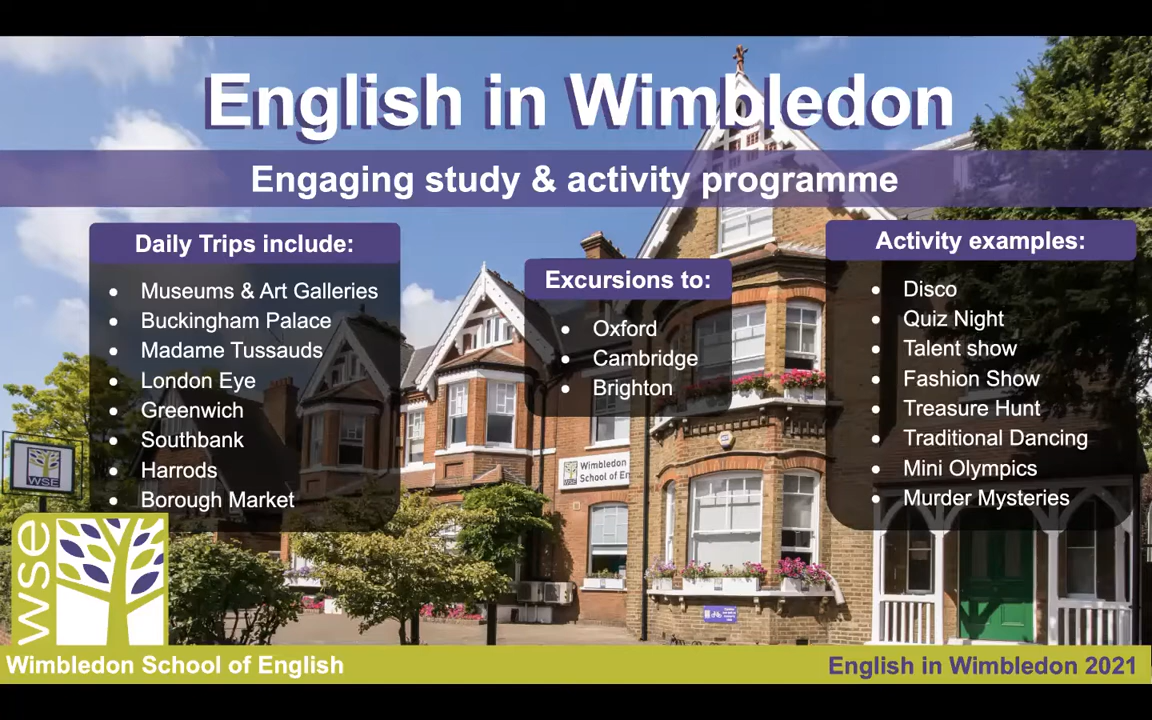 English in Wimbledon
Engaging study & activity programme
Daily Trips include:
• Museums & Art Galleries
• Buckingham Palace
• Madame Tussauds
• London Eye
• Greenwich
• Southbank
• Harrods
• Borough Market
Excursions to:
• Oxford
• Cambridge
• Brighton
Activity examples:
• Disco
• Quiz Night
• Talent show
• Fashion Show
• Treasure Hunt
• Traditional Dancing
• Mini Olympics
• Murder Mysteries
WSE
Wimbledon
School of En
wse
Wimbledon School of English
English in Wimbledon 2021